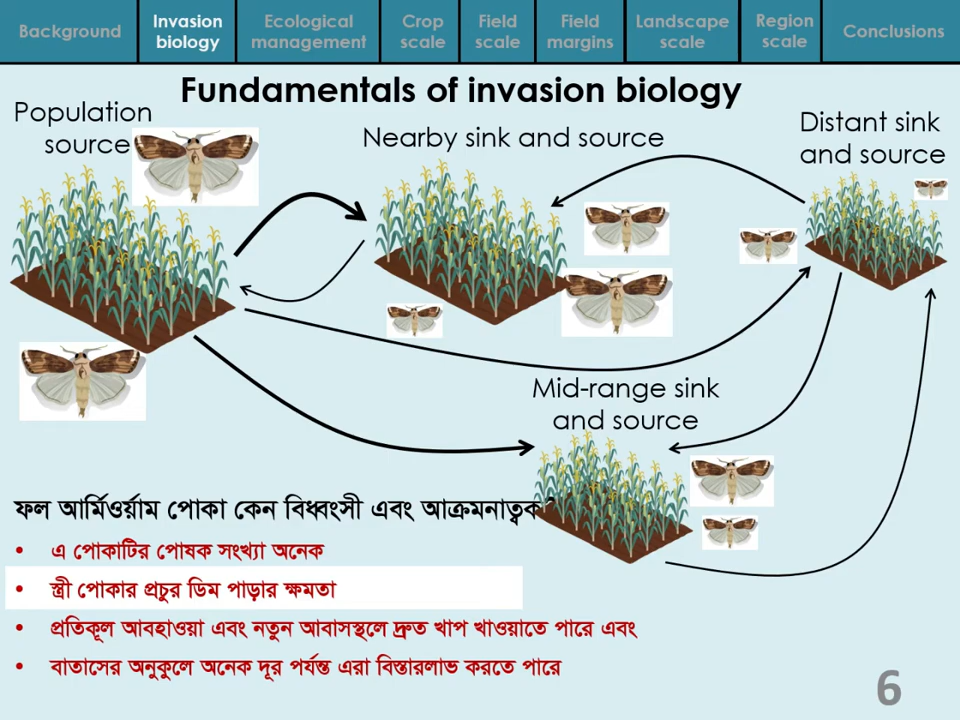 Background
Invasion
biology
Ecological
management
Crop
scale
Field
scale
Field
margins
Landscape
scale
Region
scale
Conclusions
Fundamentals of invasion biology
Population
source
Nearby sink and source
Distant sink
and source
Mid-range sink
and source
ফল আর্মিওর্য়াম পোকা কেন বিধ্বংসী এবং আক্রমনাত্বক
• এ পোকাটির পোষক সংখ্যা অনেক
• স্ত্রী পোকার প্রচুর ডিম পাড়ার ক্ষমতা
• প্রতিকূল আবহাওয়া এবং নতুন আবাসস্থলে দ্রুত খাপ খাওয়াতে পারে এবং
• বাতাসের অনুকুলে অনেক দূর পর্যন্ত এরা বিস্তারলাভ করতে পারে
6